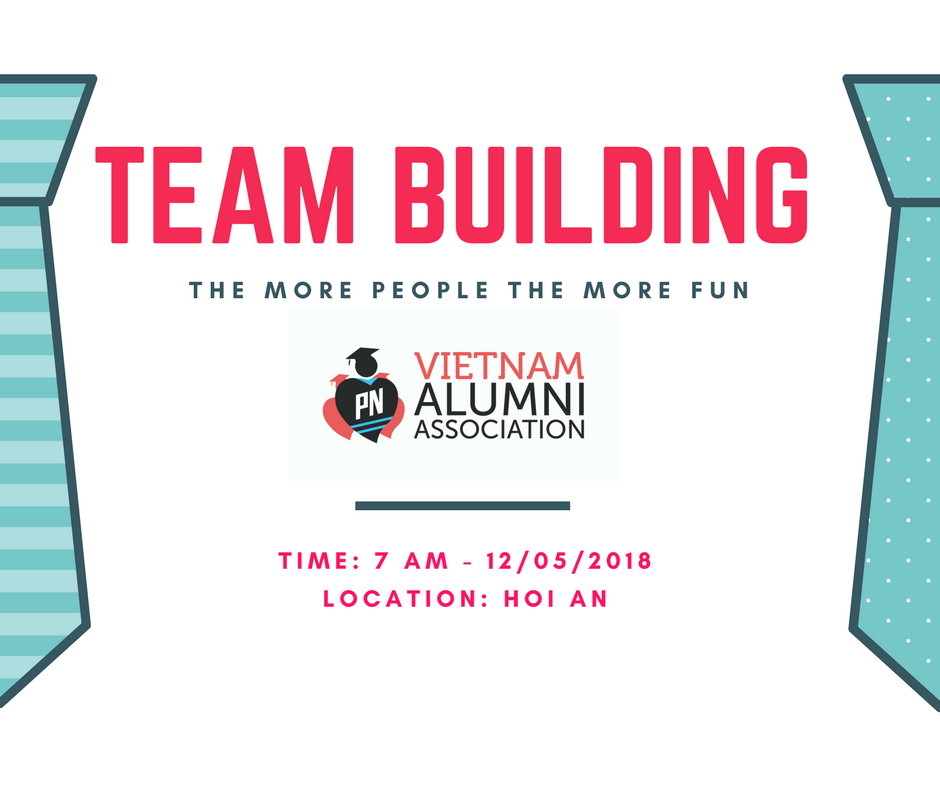 TEAM BUILDING
THE MORE PEOPLE THE MORE FUN
PN
VIETNAM
ALUMNI
ASSOCIATION
TIME: 7 AM - 12/05/2018
LOCATION: HOI AN